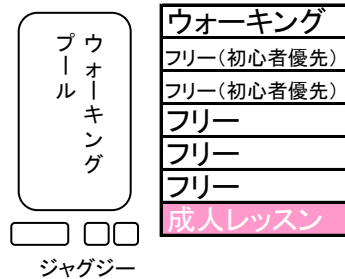 ウォーキング
プール
ジャグジー
ウォーキング
フリー(初心者優先)
フリー(初心者優先)
フリー
フリー
フリー
成人レッスン